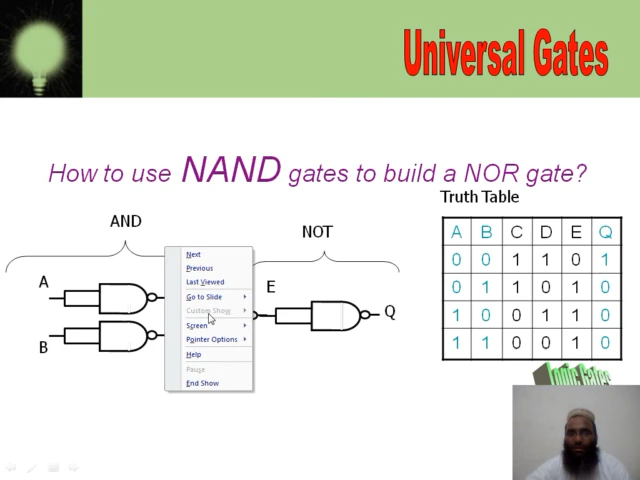 Universal Gates
How to use NAND gates to build a NOR gate?
Truth Table
AND
NOT
A
B
E
Q
Next
Previous
Last Viewed
Go to Slide
Custom Show
Screen
Pointer Options
Help
Pause
End Show
A B C D E Q
0 0 1 1 0 1
0 1 1 0 1 0
1 0 0 1 1 0
1 1 0 0 1 0
Logic Gates